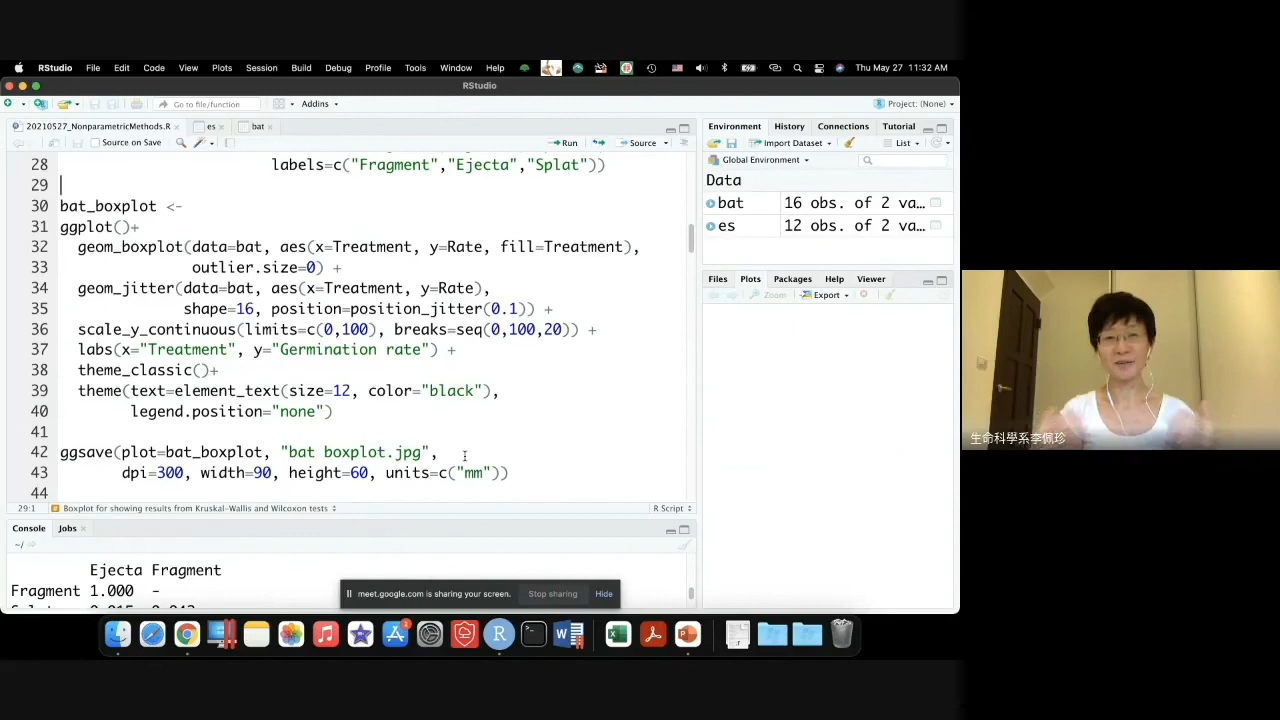 RStudio File Edit Code View Plots Session Build Debug Profile Tools Window Help Thu May 27 11:32 AM
RStudio
Go to file/function Addins Project: (None)
20210527_NonparametricMethods.R es bat
Source on Save Run Source
28 labels=c("Fragment","Ejecta","Splat"))
29
30 bat_boxplot <-
31 ggplot()+
32 geom_boxplot(data=bat, aes(x=Treatment, y=Rate, fill=Treatment),
33 outlier.size=0) +
34 geom_jitter(data=bat, aes(x=Treatment, y=Rate),
35 shape=16, position=position_jitter(0.1)) +
36 scale_y_continuous(limits=c(0,100), breaks=seq(0,100,20)) +
37 labs(x="Treatment", y="Germination rate") +
38 theme_classic()+
39 theme(text=element_text(size=12, color="black"),
40 legend.position="none")
41
42 ggsave(plot=bat_boxplot, "bat boxplot.jpg",
43 dpi=300, width=90, height=60, units=c("mm"))
44
29:1 Boxplot for showing results from Kruskal-Wallis and Wilcoxon tests R Script
Console Jobs
~/
Ejecta Fragment
Fragment 1.000 -
meet.google.com is sharing your screen. Stop sharing Hide
Environment History Connections Tutorial
Import Dataset List
Global Environment
Data
bat 16 obs. of 2 va…
es 12 obs. of 2 va…
Files Plots Packages Help Viewer
Zoom Export
生命科學系李佩珍